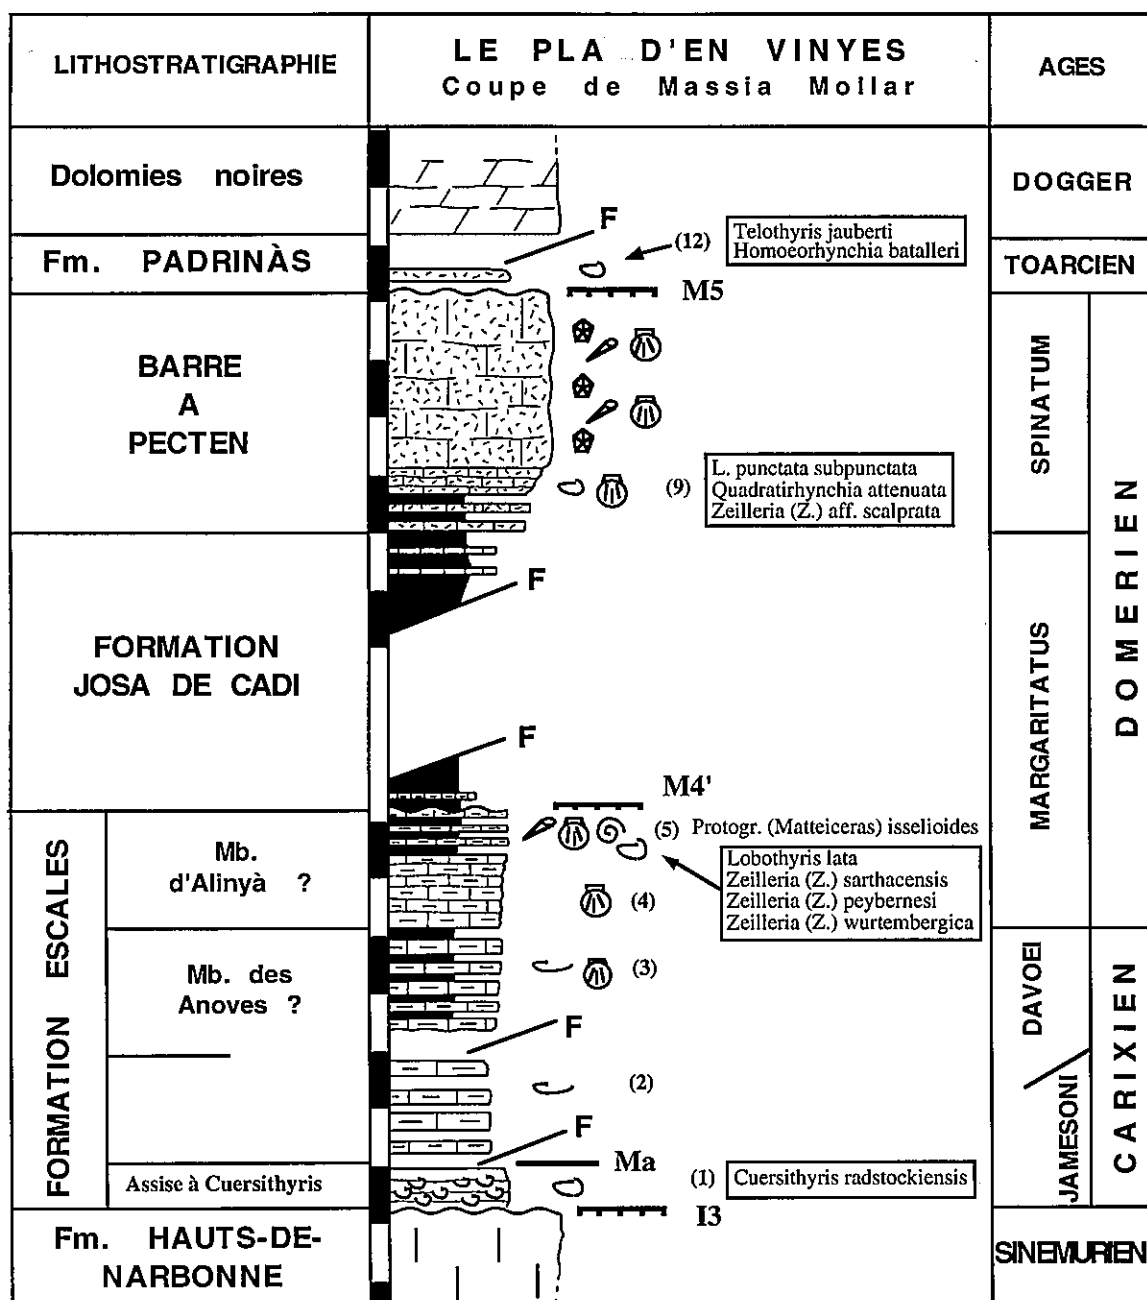 LITHOSTRATIGRAPHIE
LE PLA D'EN VINYES
Coupe de Massia Mollar
AGES
Dolomies noires
DOGGER
F
(12)
Telothyris jauberti
Homoeorhynchia batalleri
Fm. PADRINÀS
TOARCIEN
M5
BARRE
A
PECTEN
SPINATUM
(9)
L. punctata subpunctata
Quadratirhynchia attenuata
Zeilleria (Z.) aff. scalprata
DOMERIEN
F
FORMATION
JOSA DE CADI
MARGARITATUS
F
M4'
(5) Protogr. (Matteiceras) isselioides
Lobothyris lata
Zeilleria (Z.) sarthacensis
Zeilleria (Z.) peybernesi
Zeilleria (Z.) wurtembergica
FORMATION ESCALES
Mb.
d'Alinyà ?
(4)
Mb. des
Anoves ?
(3)
DAVOEI
CARIXIEN
F
(2)
JAMESONI
F
Ma
Assise à Cuersithyris
(1)
Cuersithyris radstockiensis
I3
Fm. HAUTS-DE-
NARBONNE
SINEMURIEN